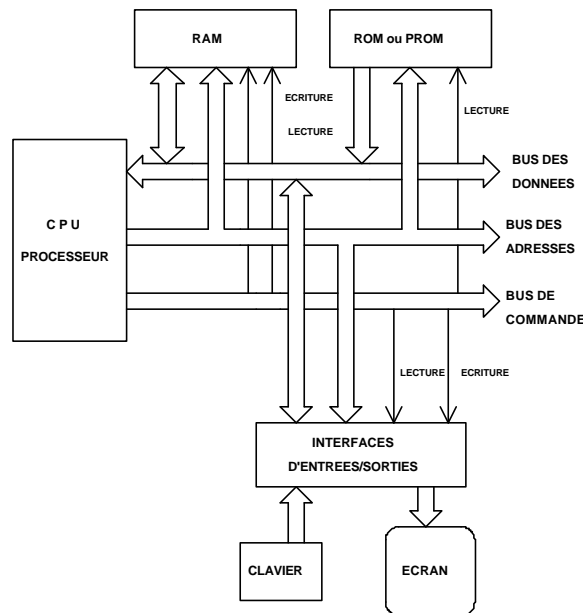 RAM
ROM ou PROM
ECRITURE
LECTURE
LECTURE
BUS DES
DONNEES
C P U
PROCESSEUR
BUS DES
ADRESSES
BUS DE
COMMANDE
LECTURE
ECRITURE
INTERFACES
D'ENTREES/SORTIES
CLAVIER
ECRAN